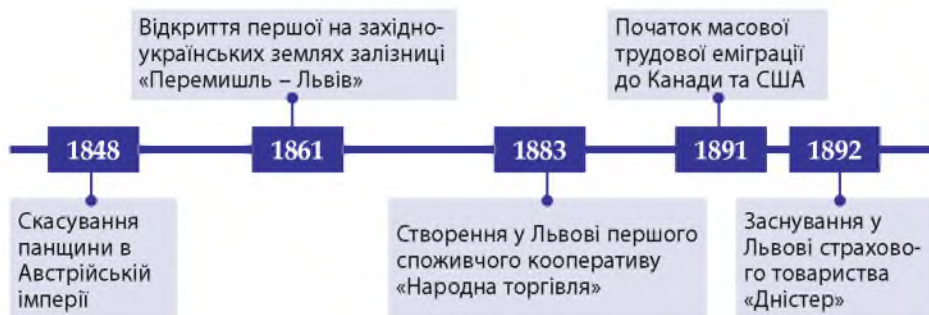 Відкриття першої на західно-
українських землях залізниці
«Перемишль – Львів»
Початок масової
трудової еміграції
до Канади та США
1848
1861
1883
1891
1892
Скасування
панщини в
Австрійській
імперії
Створення у Львові першого
споживчого кооперативу
«Народна торгівля»
Заснування у
Львові страхово-
го товариства
«Дністер»